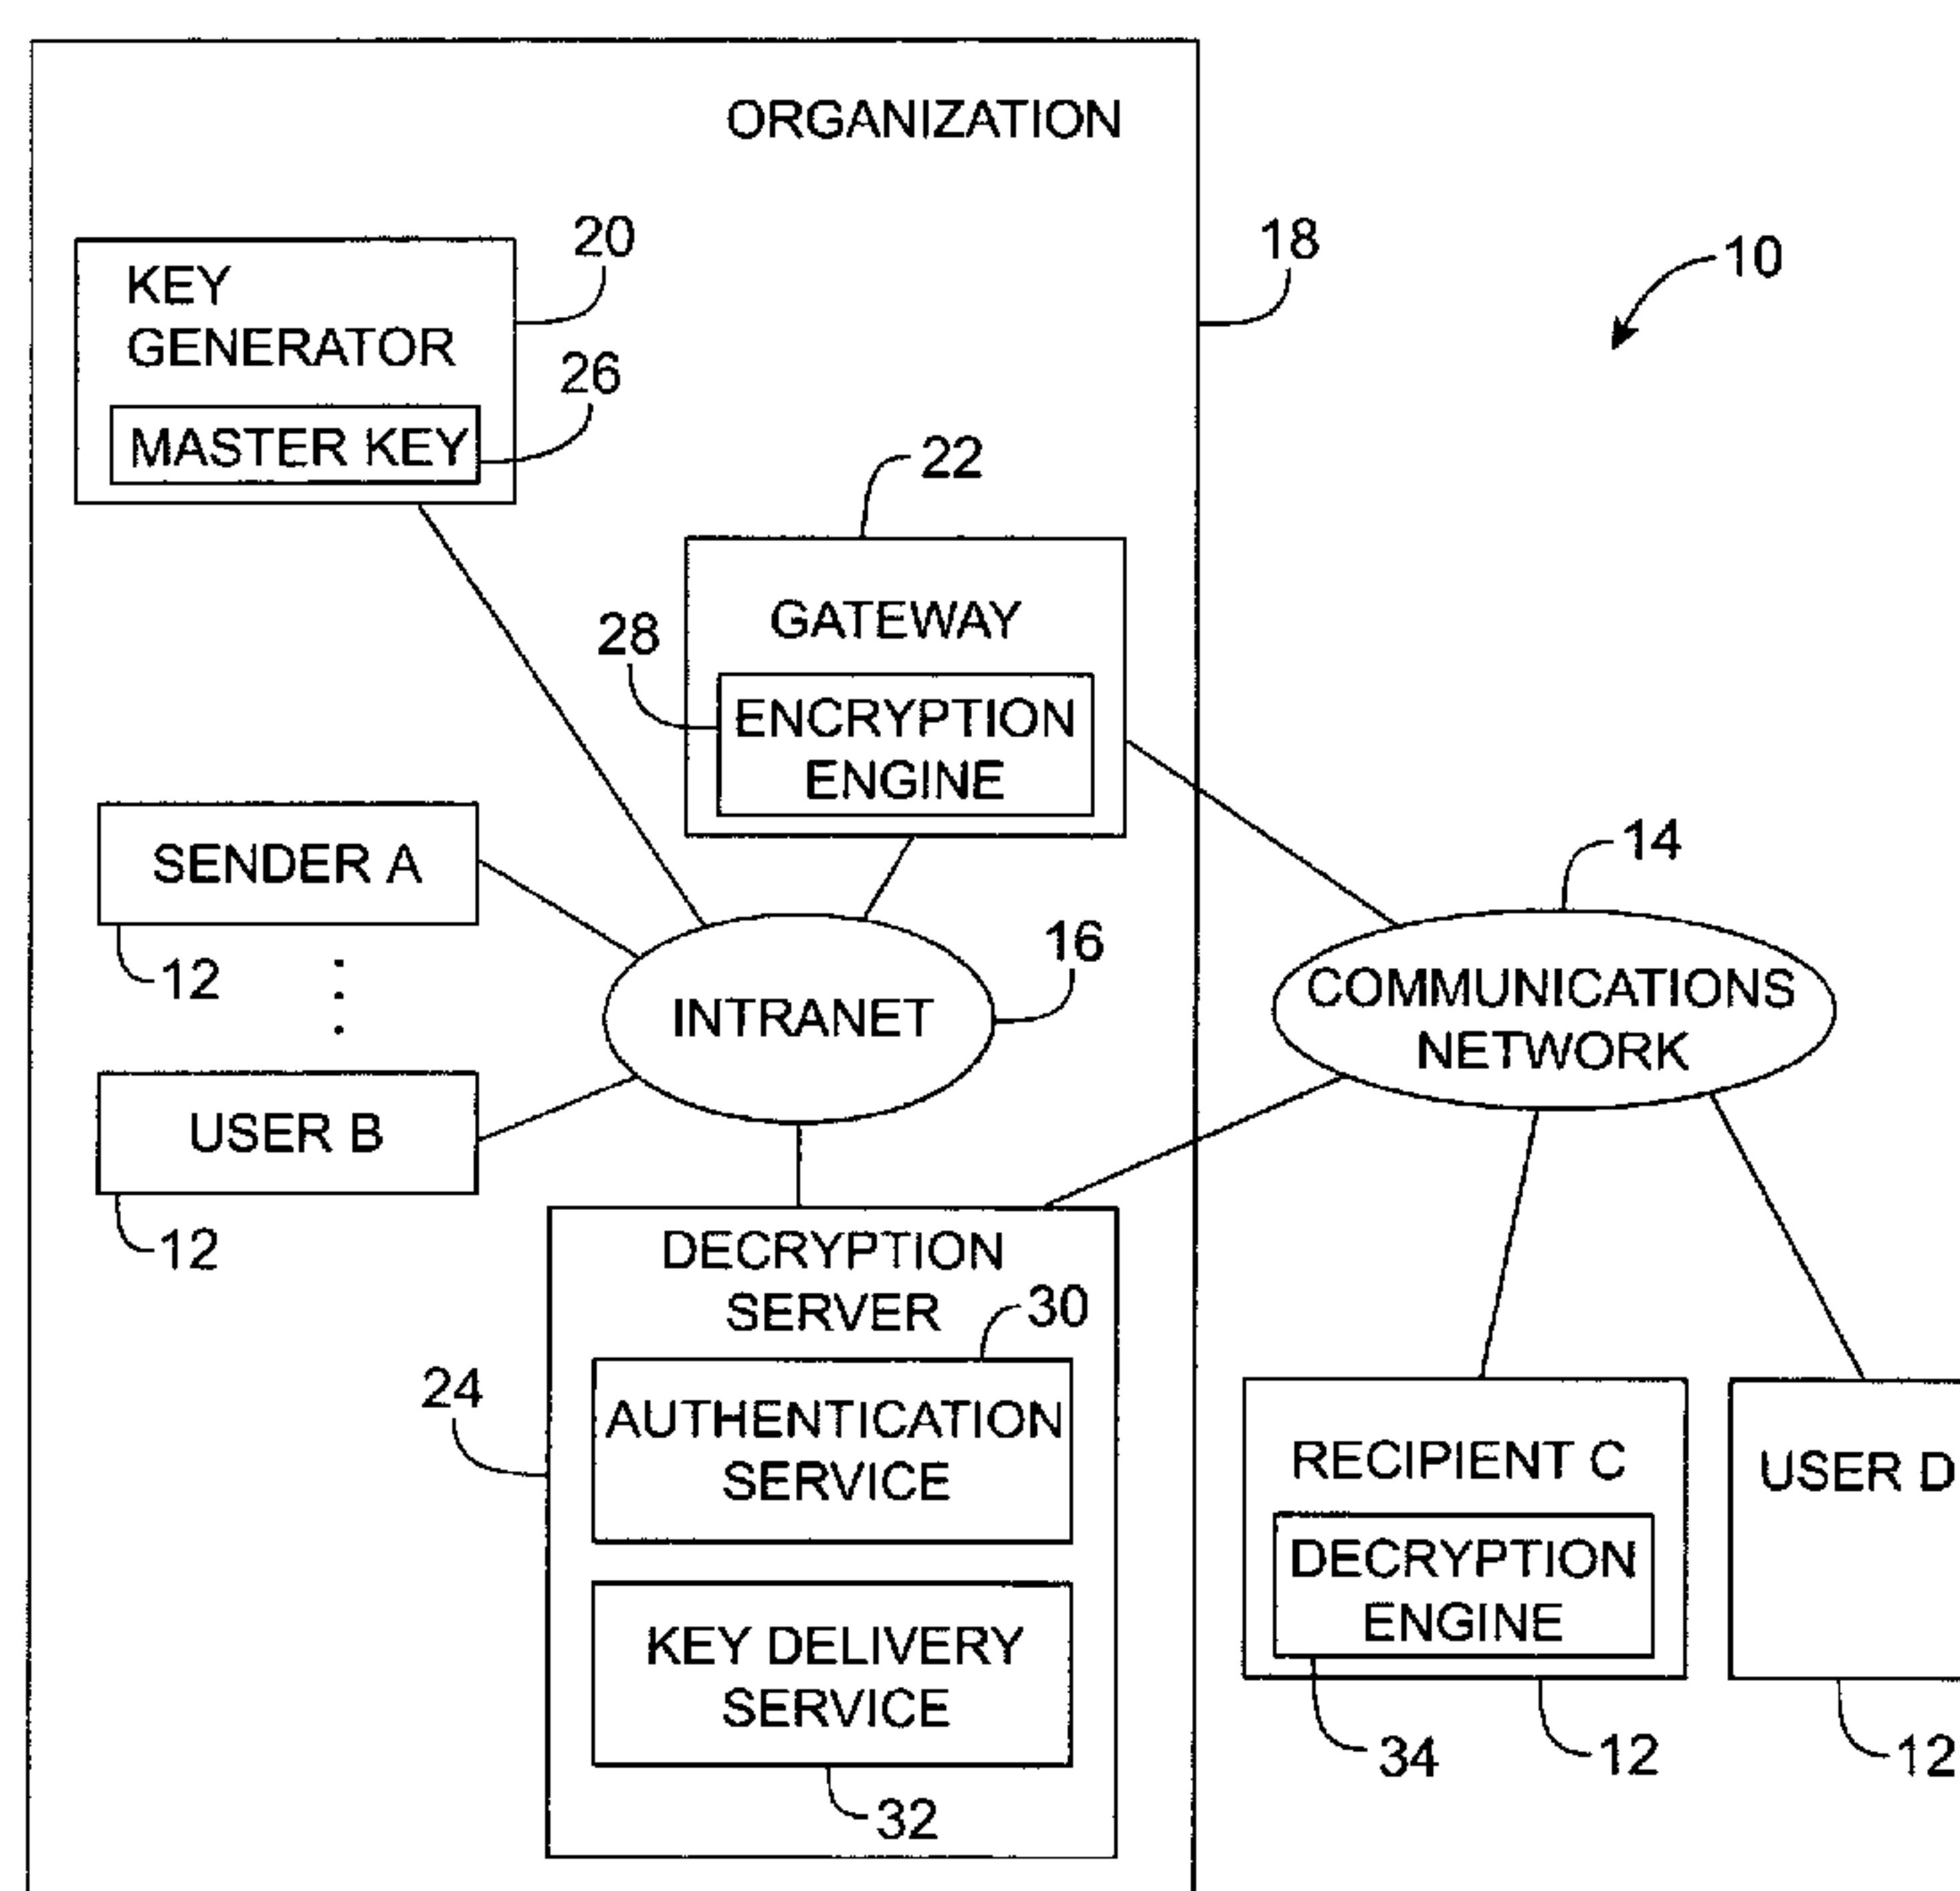 ORGANIZATION
20
18
10
KEY
GENERATOR
26
MASTER KEY
22
GATEWAY
28
ENCRYPTION
ENGINE
SENDER A
12
14
16
INTRANET
COMMUNICATIONS
NETWORK
USER B
12
DECRYPTION
SERVER
30
24
AUTHENTICATION
SERVICE
RECIPIENT C
USER D
DECRYPTION
ENGINE
KEY DELIVERY
SERVICE
34
12
12
32